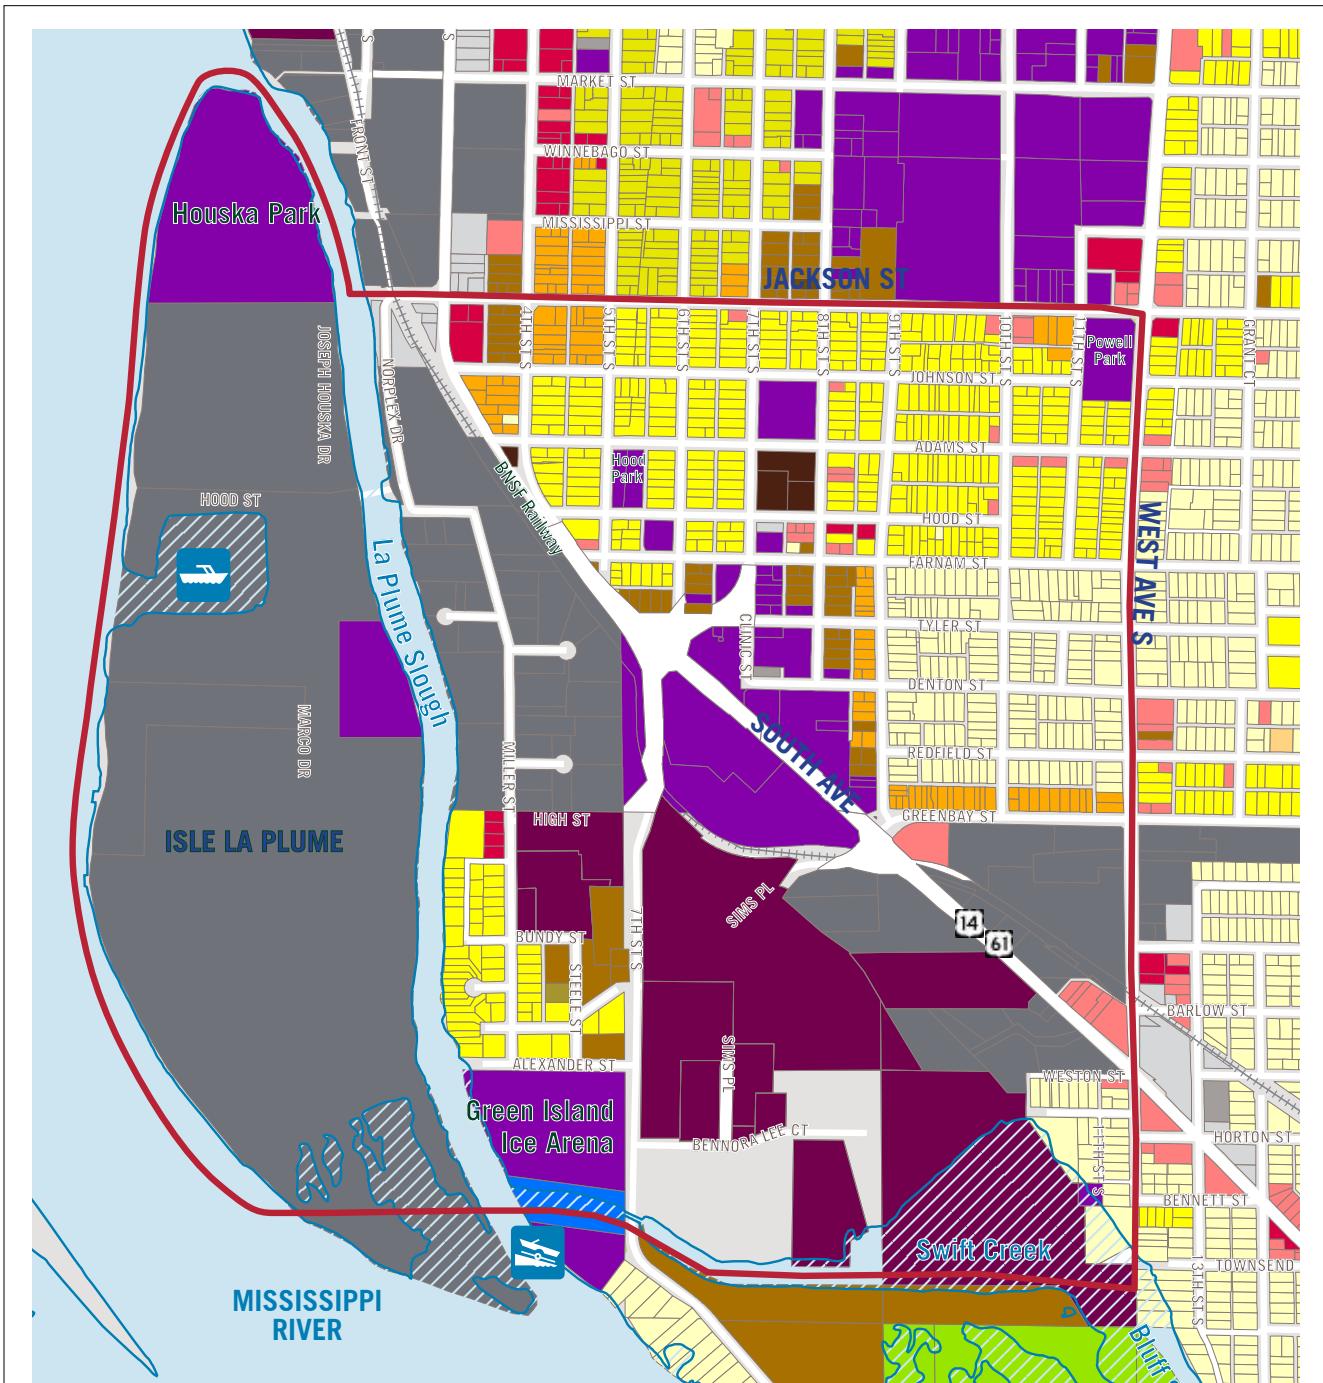 S
S
MARKET ST
FRONT ST
WINNEBAGO ST
Houska Park
MISSISSIPPI ST
JACKSON ST
4TH ST S
5TH ST S
6TH ST S
7TH ST S
8TH ST S
9TH ST S
10TH ST S
11TH ST S
Powell
Park
GRANT CT
JOSEPH HOUSKA DR
NORPLEX DR
JOHNSON ST
ADAMS ST
Hood
Park
BNSF Railway
HOOD ST
HOOD ST
WEST AVE S
FARNAM ST
La Plume Slough
CLINIC ST
TYLER ST
DENTON ST
MARCO DR
MILLER ST
SOUTH AVE
REDFIELD ST
HIGH ST
GREENBAY ST
ISLE LA PLUME
SIMS PL
7TH ST S
14
61
BUNDY ST
STEELE ST
BARLOW ST
ALEXANDER ST
SIMS PL
WESTON ST
Green Island
Ice Arena
BENNORA LEE CT
11TH ST S
HORTON ST
BENNETT ST
Swift Creek
13TH ST S
TOWNSEND
MISSISSIPPI
RIVER
Bluff